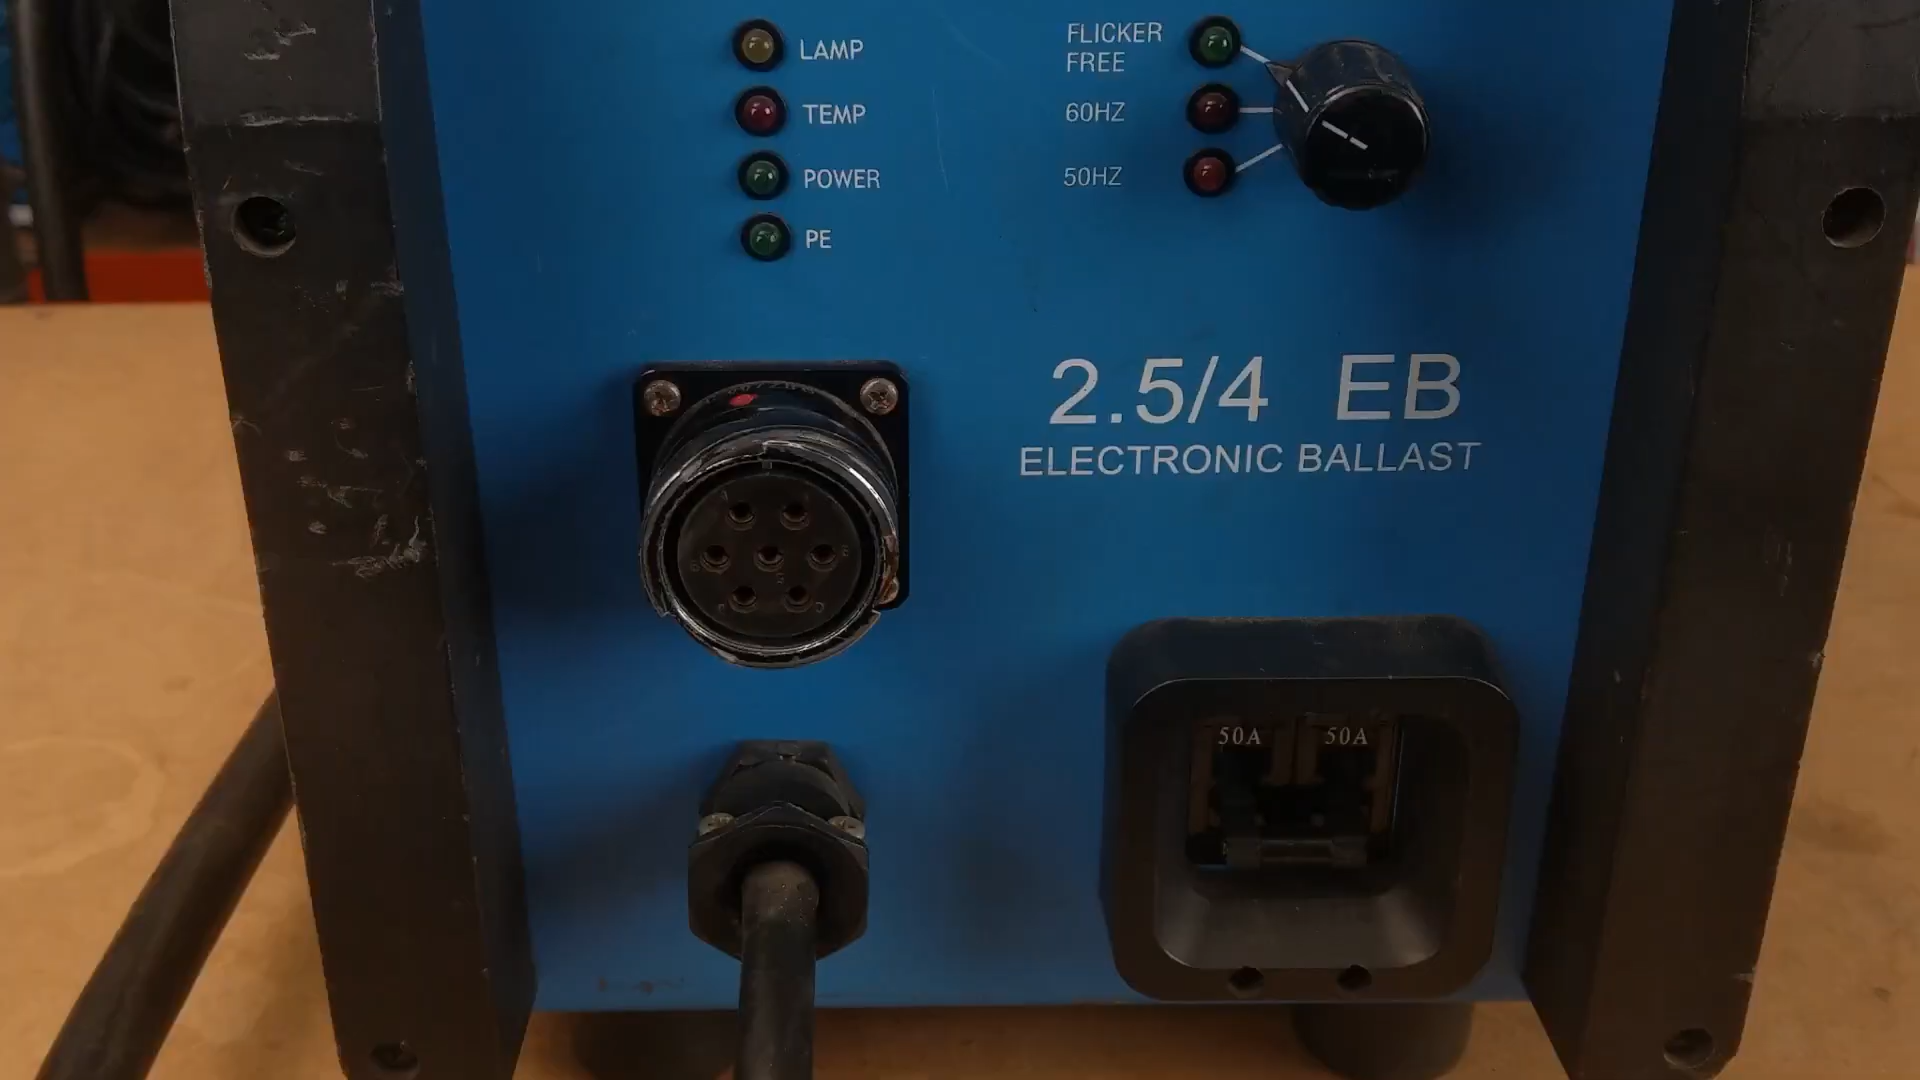 LAMP
TEMP
POWER
PE
FLICKER
FREE
60HZ
50HZ
2.5/4 EB
ELECTRONIC BALLAST
50A 50A